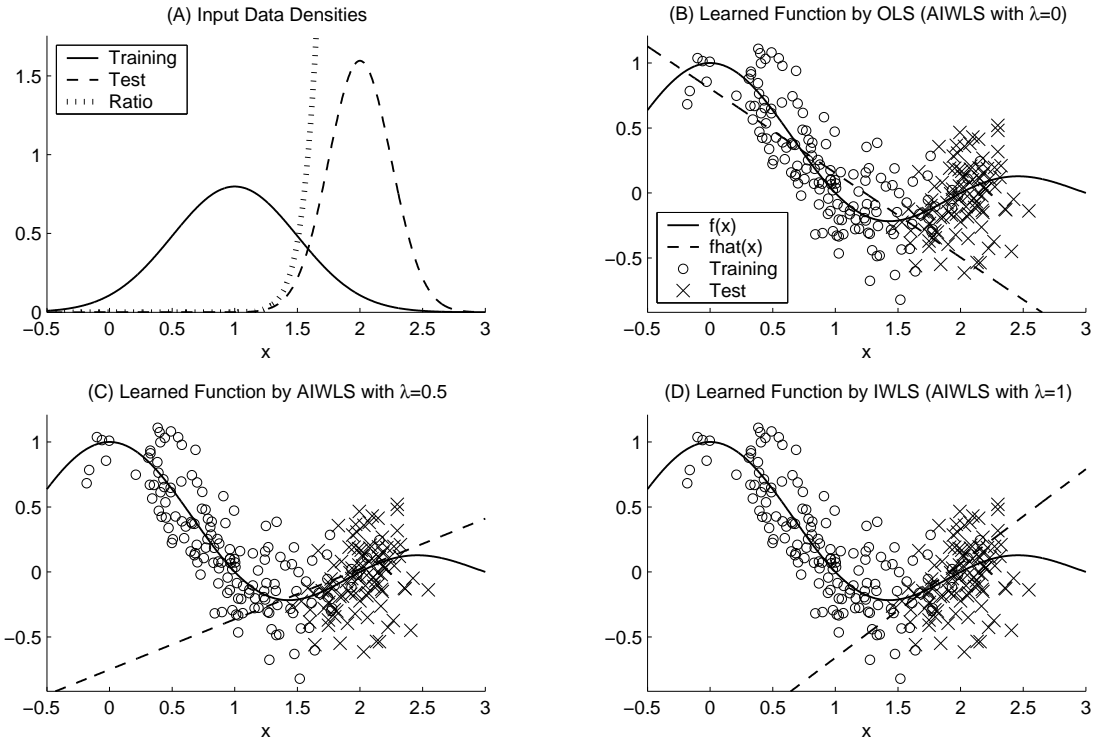 (A) Input Data Densities
Training
Test
Ratio
1.5
1
0.5
0
−0.5 0 0.5 1 1.5 2 2.5 3
x
(B) Learned Function by OLS (AIWLS with λ=0)
1
0.5
0
−0.5
f(x)
fhat(x)
Training
Test
−0.5 0 0.5 1 1.5 2 2.5 3
x
(C) Learned Function by AIWLS with λ=0.5
1
0.5
0
−0.5
−0.5 0 0.5 1 1.5 2 2.5 3
x
(D) Learned Function by IWLS (AIWLS with λ=1)
1
0.5
0
−0.5
−0.5 0 0.5 1 1.5 2 2.5 3
x